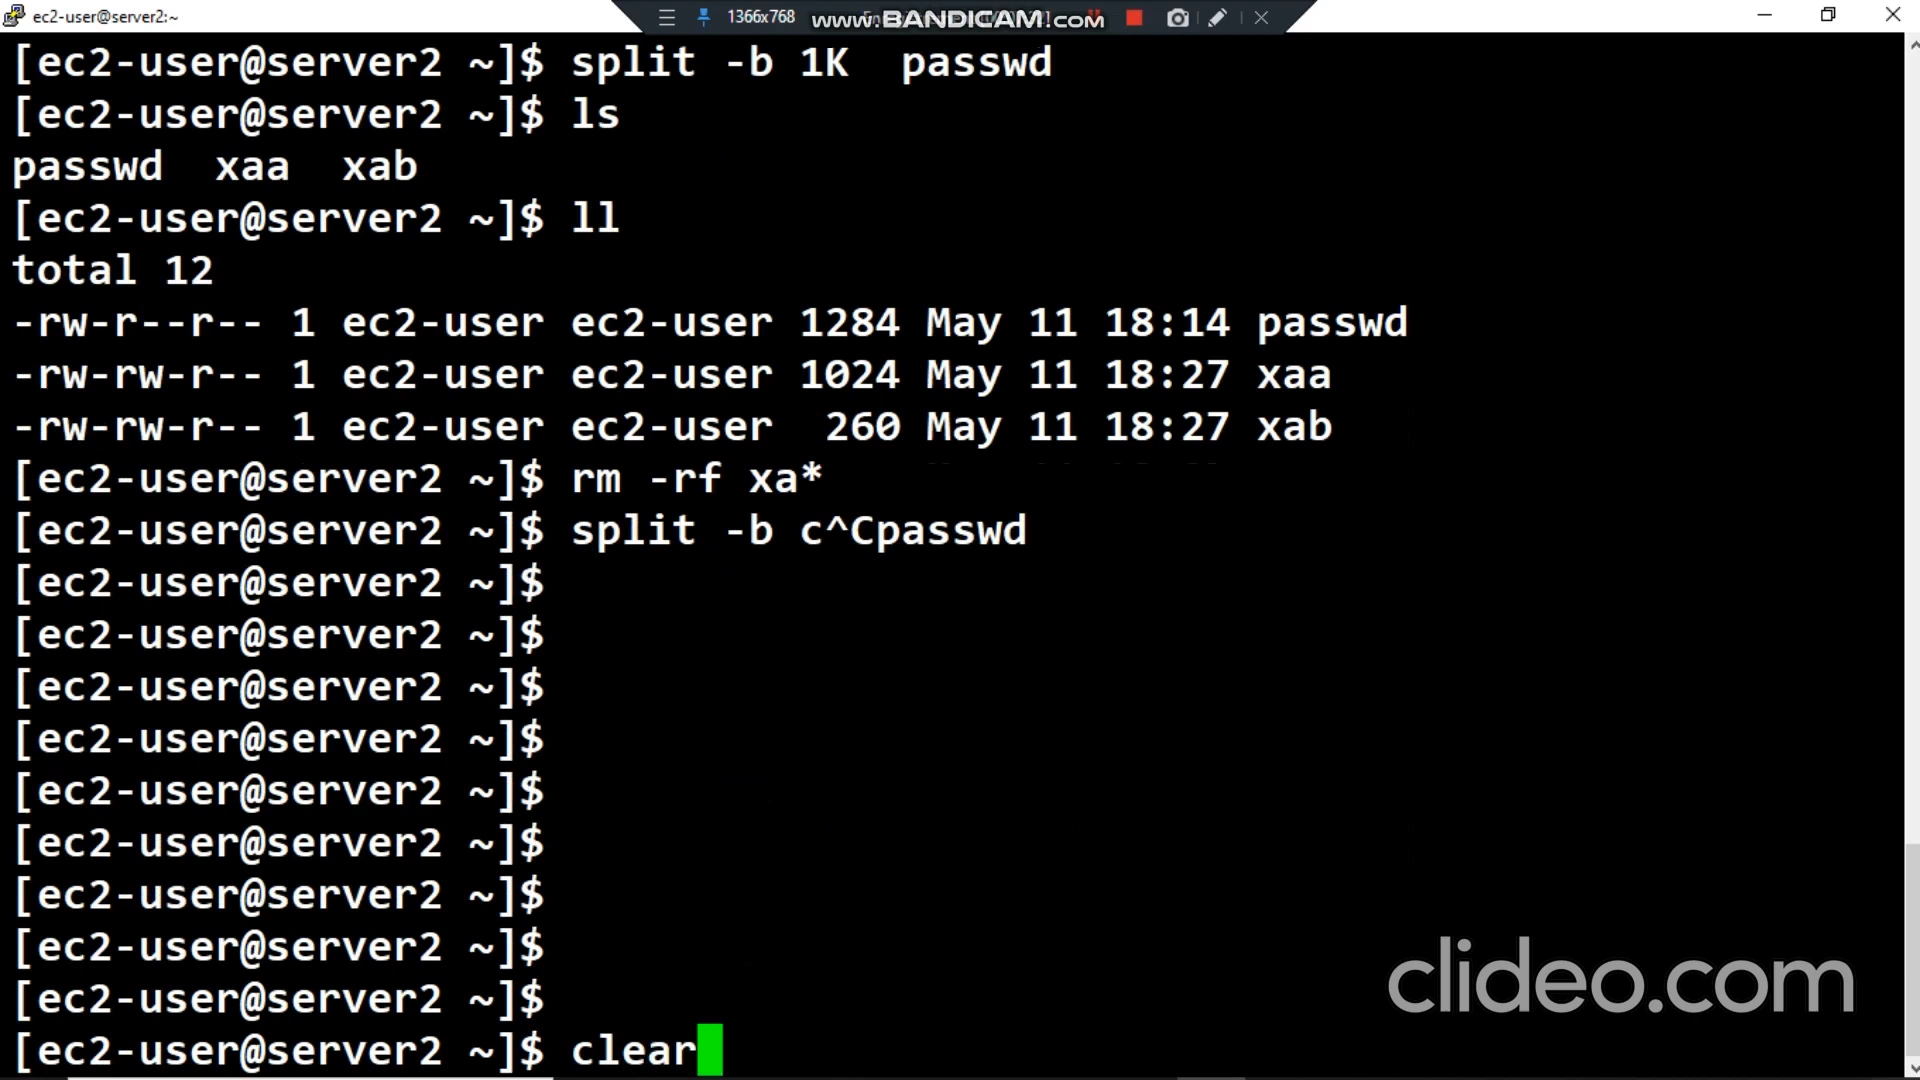 ec2-user@server2:~
1366x768
www.BANDICAM.com
[ec2-user@server2 ~]$ split -b 1K  passwd
[ec2-user@server2 ~]$ ls
passwd  xaa  xab
[ec2-user@server2 ~]$ ll
total 12
-rw-r--r-- 1 ec2-user ec2-user 1284 May 11 18:14 passwd
-rw-rw-r-- 1 ec2-user ec2-user 1024 May 11 18:27 xaa
-rw-rw-r-- 1 ec2-user ec2-user  260 May 11 18:27 xab
[ec2-user@server2 ~]$ rm -rf xa*
[ec2-user@server2 ~]$ split -b c^Cpasswd
[ec2-user@server2 ~]$
[ec2-user@server2 ~]$
[ec2-user@server2 ~]$
[ec2-user@server2 ~]$
[ec2-user@server2 ~]$
[ec2-user@server2 ~]$
[ec2-user@server2 ~]$
[ec2-user@server2 ~]$
[ec2-user@server2 ~]$
[ec2-user@server2 ~]$ clear
clideo.com